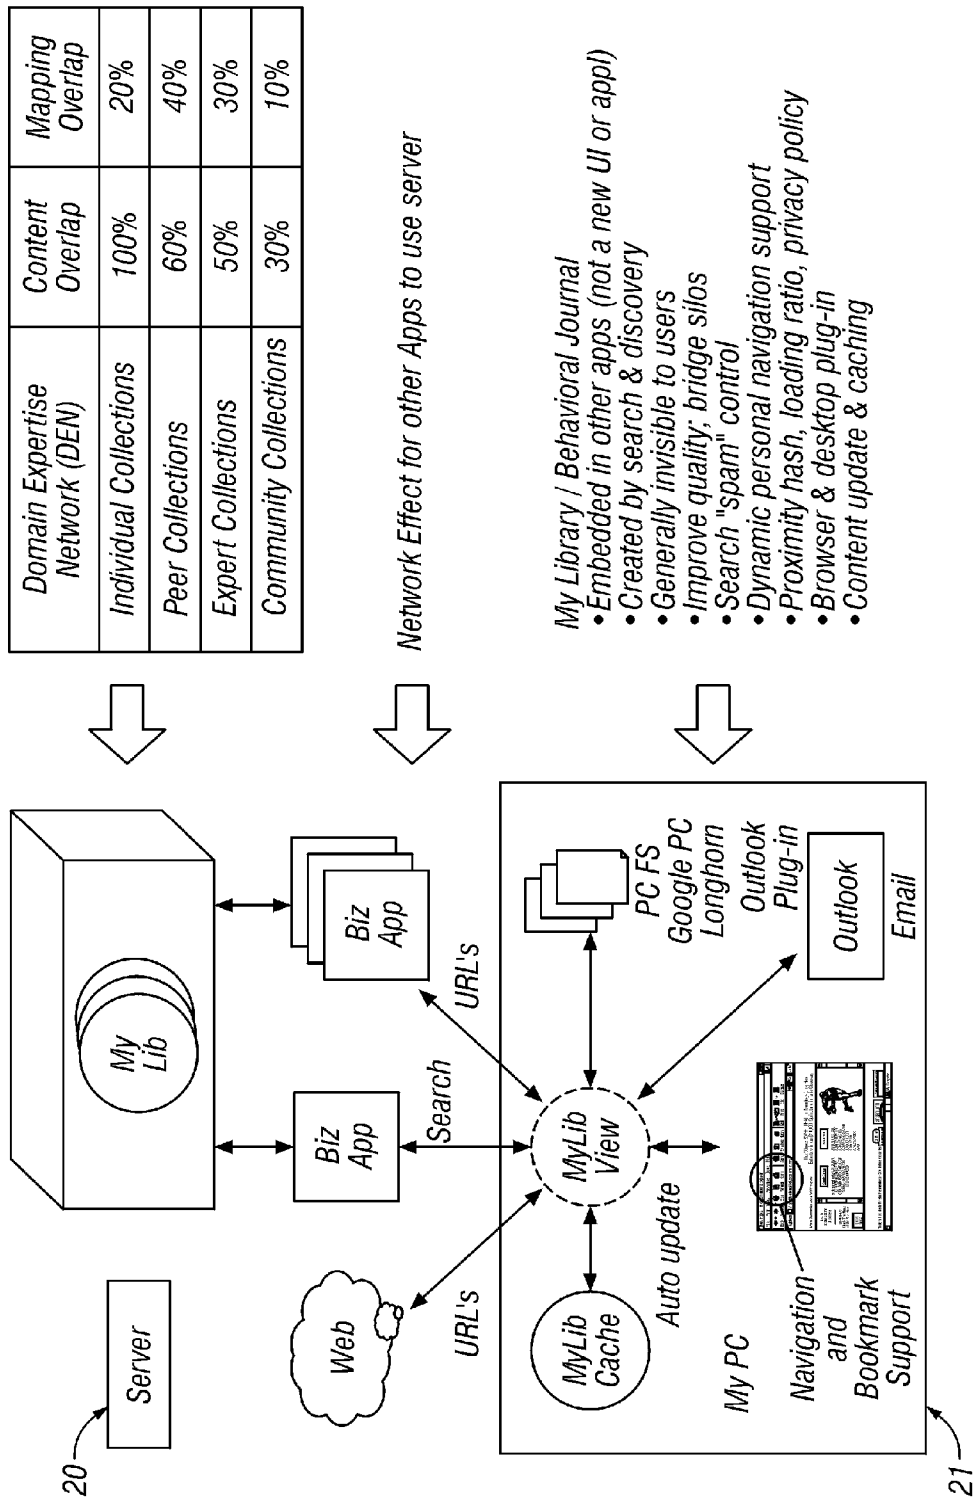 20
Server
My
Lib
Domain Expertise
Network (DEN)
Content
Overlap
Mapping
Overlap
Individual Collections
100%
20%
Peer Collections
60%
40%
Expert Collections
50%
30%
Community Collections
30%
10%
Web
Biz
App
Biz
App
URL's
Search
URL's
Network Effect for other Apps to use server
MyLib
Cache
MyLib
View
PC FS
Google PC
Longhorn
Auto update
Outlook
Plug-in
My PC
Navigation
and
Bookmark
Support
Outlook
Email
My Library / Behavioral Journal
• Embedded in other apps (not a new UI or appl)
• Created by search & discovery
• Generally invisible to users
• Improve quality; bridge silos
• Search "spam" control
• Dynamic personal navigation support
• Proximity hash, loading ratio, privacy policy
• Browser & desktop plug-in
• Content update & caching
21